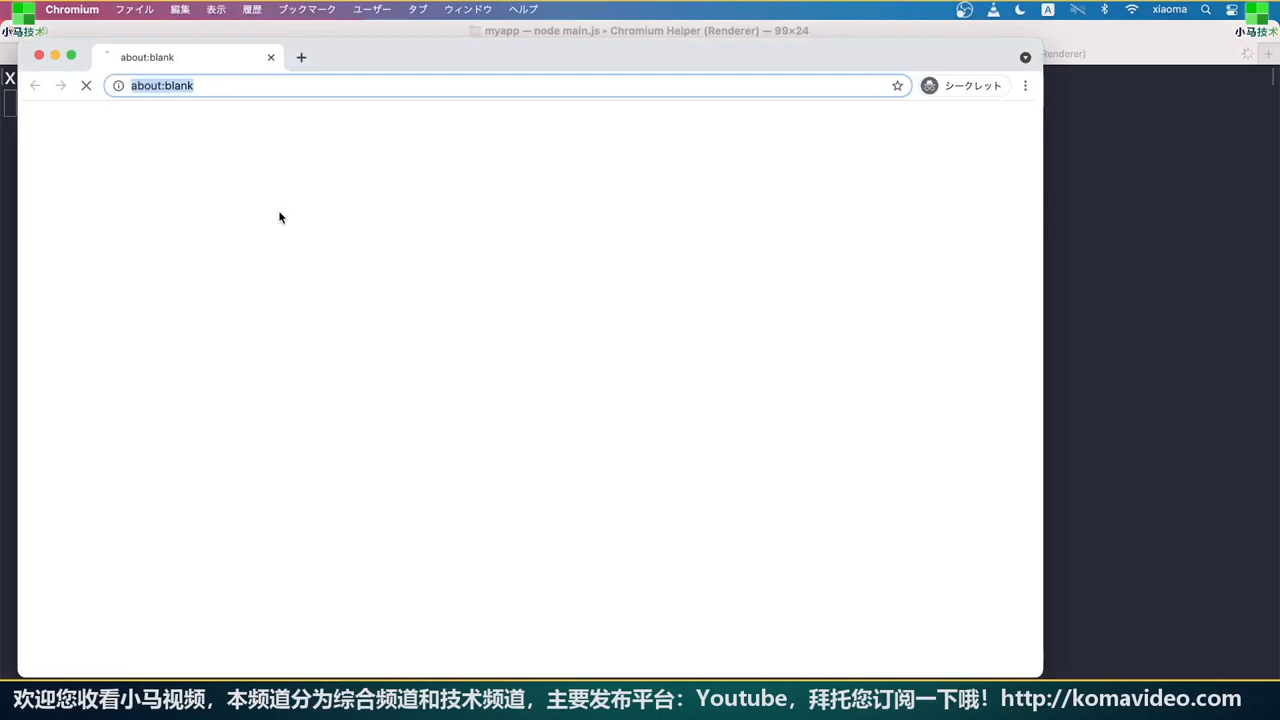 Chromium ファイル 編集 表示 履歴 ブックマーク ユーザー タブ ウィンドウ ヘルプ A xiaoma
小马技术 myapp — node main.js ▸ Chromium Helper (Renderer) — 99×24 小马技术
about:blank Renderer)
X about:blank シークレット
欢迎您收看小马视频，本频道分为综合频道和技术频道，主要发布平台：Youtube，拜托您订阅一下哦！http://komavideo.com